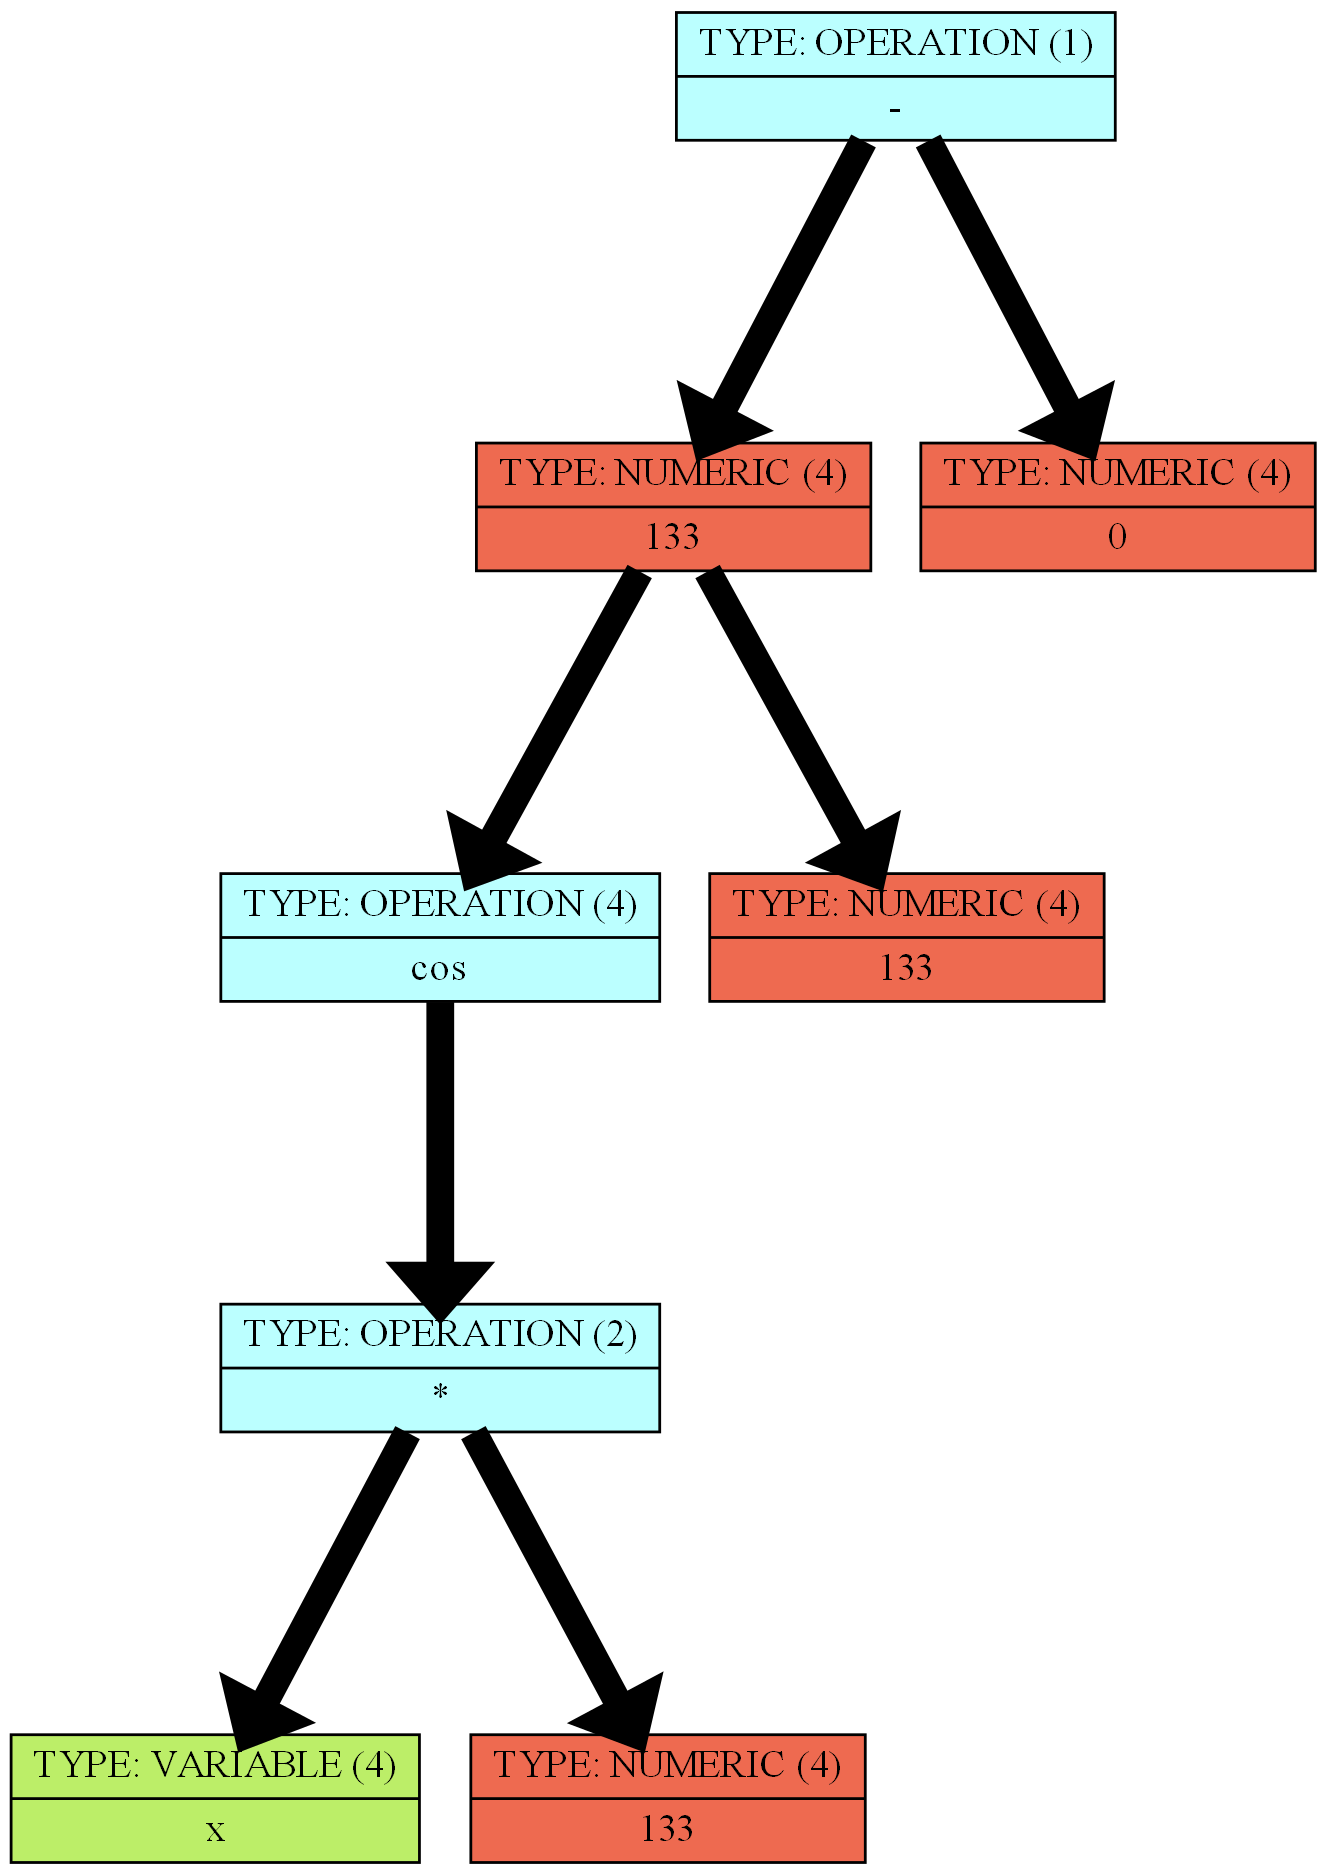 TYPE: OPERATION (1)
-
TYPE: NUMERIC (4)
133
TYPE: NUMERIC (4)
0
TYPE: OPERATION (4)
cos
TYPE: NUMERIC (4)
133
TYPE: OPERATION (2)
*
TYPE: VARIABLE (4)
x
TYPE: NUMERIC (4)
133